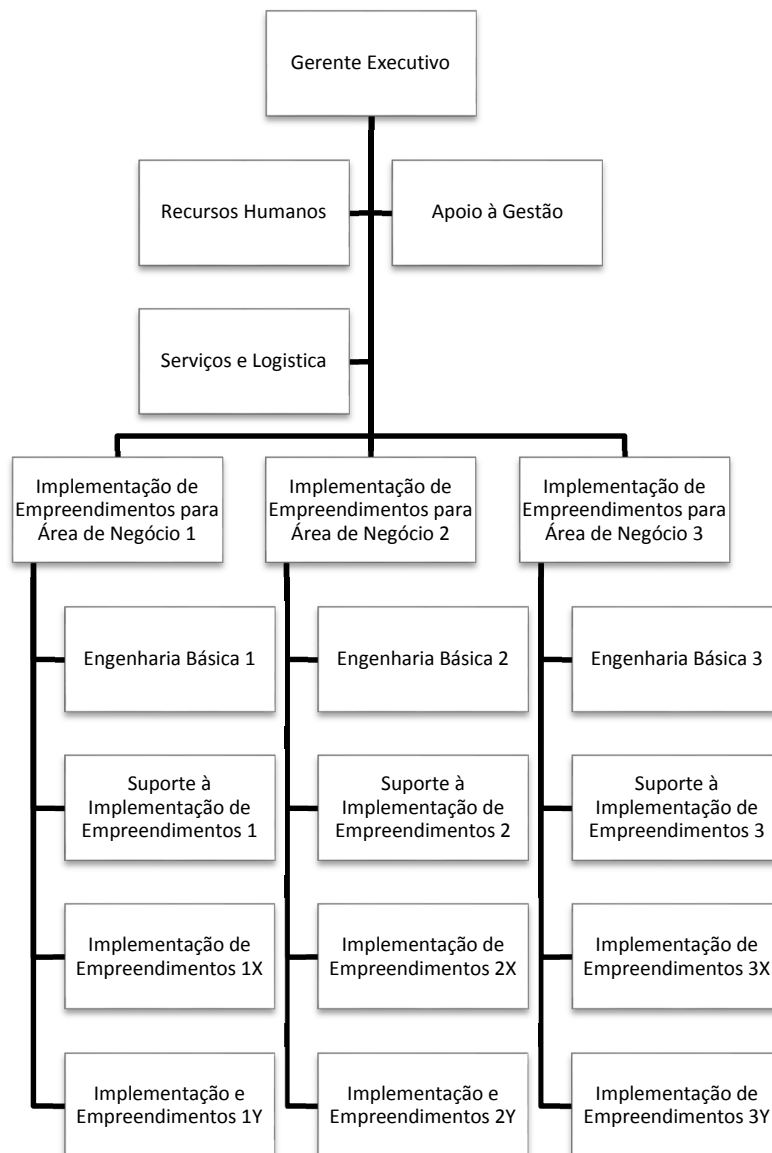 Gerente Executivo
Recursos Humanos
Apoio à Gestão
Serviços e Logistica
Implementação de
Empreendimentos para
Área de Negócio 1
Implementação de
Empreendimentos para
Área de Negócio 2
Implementação de
Empreendimentos para
Área de Negócio 3
Engenharia Básica 1
Engenharia Básica 2
Engenharia Básica 3
Suporte à
Implementação de
Empreendimentos 1
Suporte à
Implementação de
Empreendimentos 2
Suporte à
Implementação de
Empreendimentos 3
Implementação de
Empreendimentos 1X
Implementação de
Empreendimentos 2X
Implementação de
Empreendimentos 3X
Implementação e
Empreendimentos 1Y
Implementação e
Empreendimentos 2Y
Implementação de
Empreendimentos 3Y